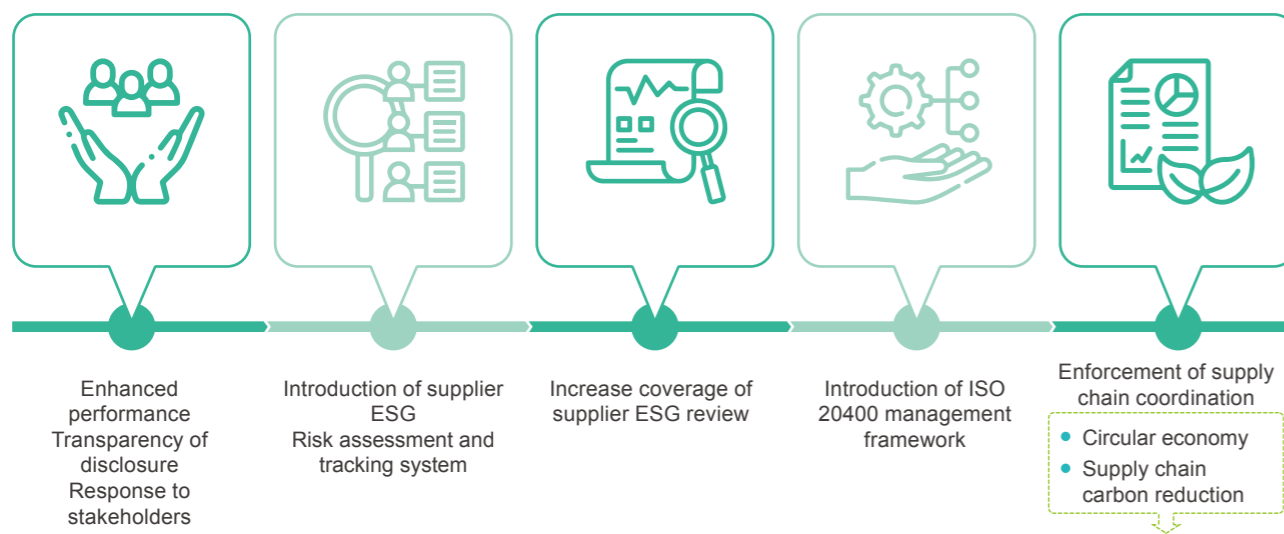 Enhanced
performance
Transparency of
disclosure
Response to
stakeholders
Introduction of supplier
ESG
Risk assessment and
tracking system
Increase coverage of
supplier ESG review
Introduction of ISO
20400 management
framework
Enforcement of supply
chain coordination
Circular economy
Supply chain
carbon reduction